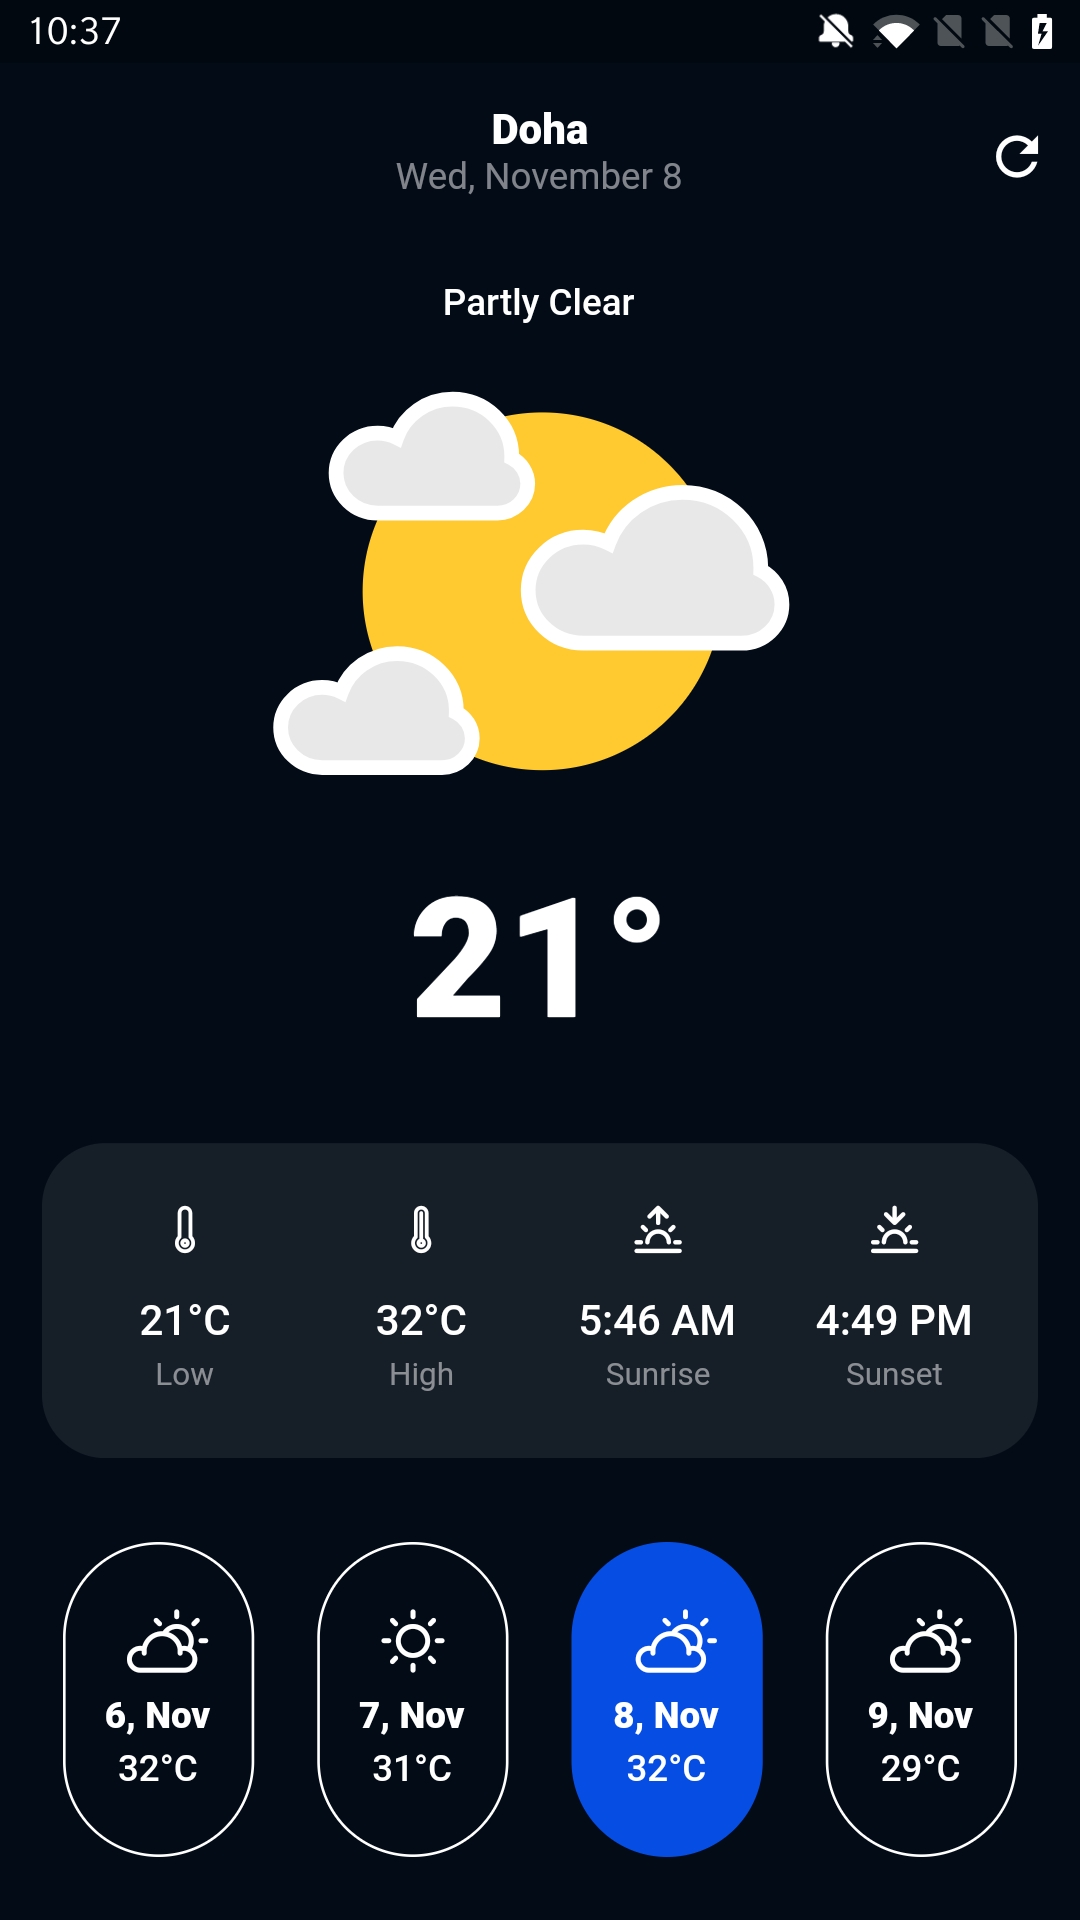 10:37
Doha
Wed, November 8
Partly Clear
21°
21°C 32°C 5:46 AM 4:49 PM
Low High Sunrise Sunset
6, Nov 7, Nov 8, Nov 9, Nov
32°C 31°C 32°C 29°C